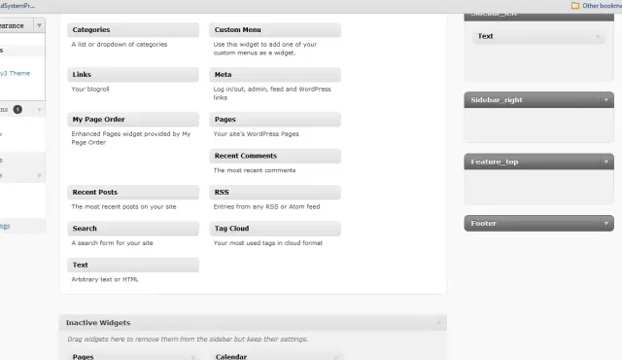 dSystemPr...
Other bookma
earance
y3 Theme
ns 1
Categories
A list or dropdown of categories
Custom Menu
Use this widget to add one of your
custom menus as a widget.
Links
Your blogroll
Meta
Log in/out, admin, feed and WordPress
links
My Page Order
Enhanced Pages widget provided by My
Page Order
Pages
Your site's WordPress Pages
Recent Comments
The most recent comments
Recent Posts
The most recent posts on your site
RSS
Entries from any RSS or Atom feed
Search
A search form for your site
Tag Cloud
Your most used tags in cloud format
Text
Arbitrary text or HTML
Inactive Widgets
Drag widgets here to remove them from the sidebar but keep their settings.
Pages
Calendar
Sidebar_left
Text
Sidebar_right
Feature_top
Footer